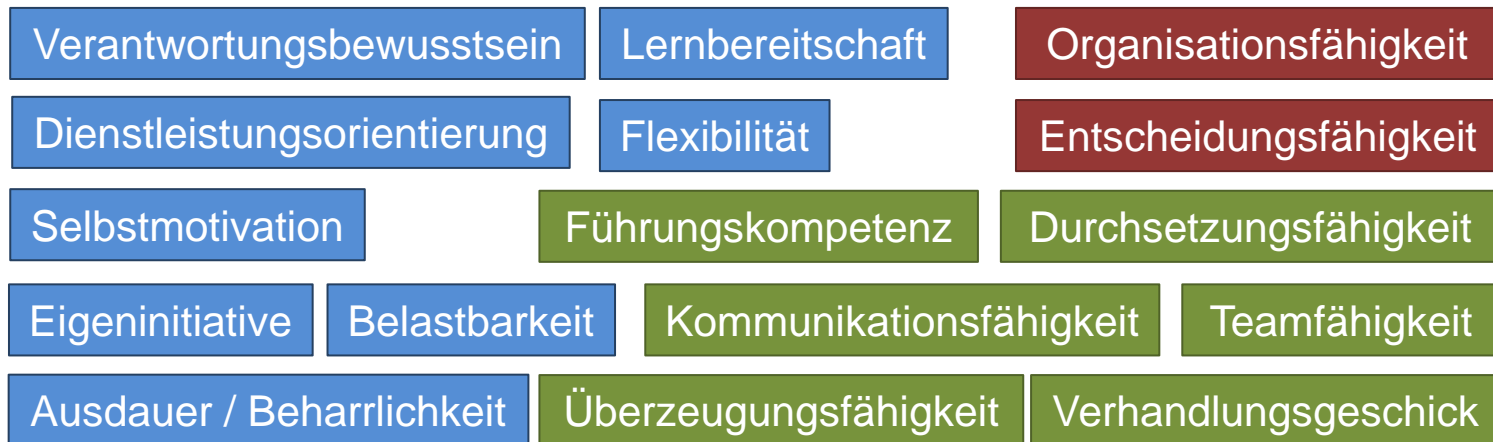 Verantwortungsbewusstsein Lernbereitschaft Organisationsfähigkeit
Dienstleistungsorientierung Flexibilität Entscheidungsfähigkeit
Selbstmotivation Führungskompetenz Durchsetzungsfähigkeit
Eigeninitiative Belastbarkeit Kommunikationsfähigkeit Teamfähigkeit
Ausdauer / Beharrlichkeit Überzeugungsfähigkeit Verhandlungsgeschick